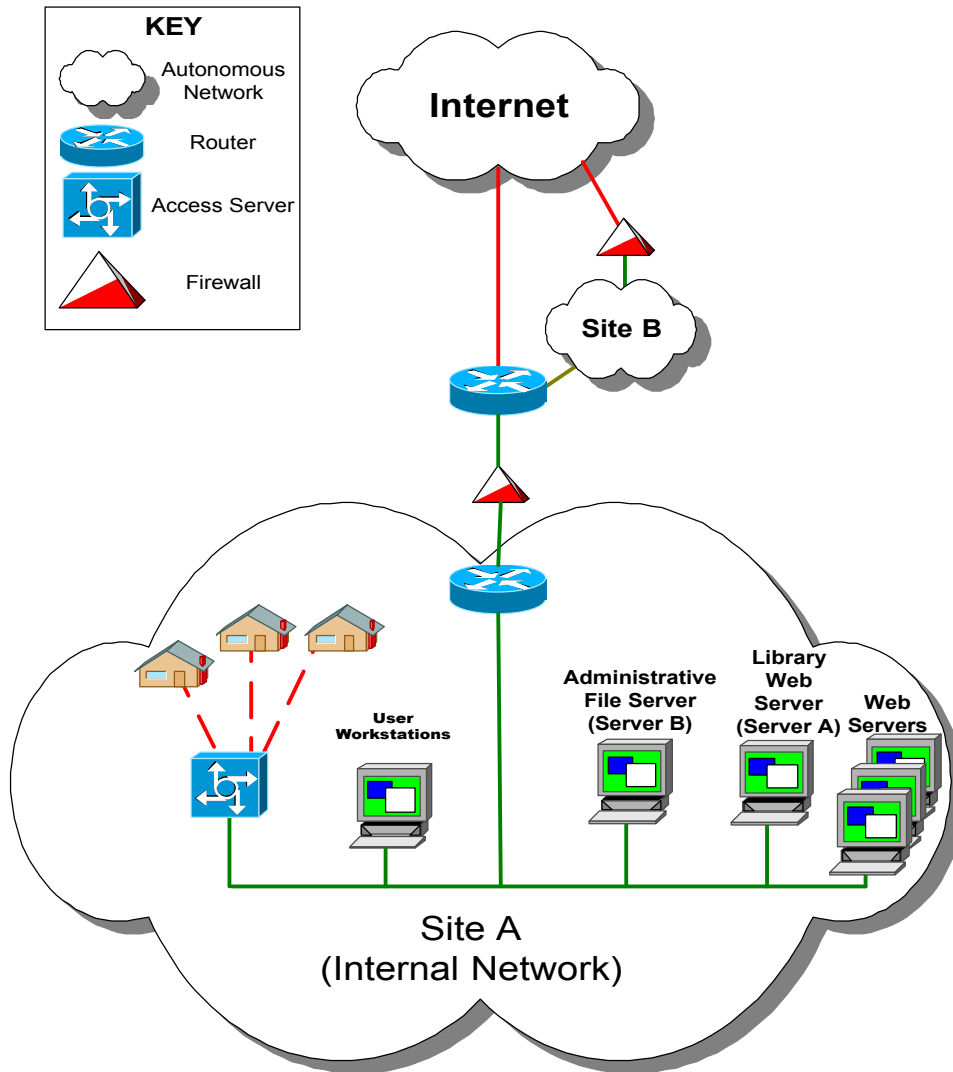 KEY
Autonomous
Network
Router
Access Server
Firewall
Internet
Site B
Administrative
File Server
(Server B)
Library
Web
Server
(Server A)
Web
Servers
User
Workstations
Site A
(Internal Network)